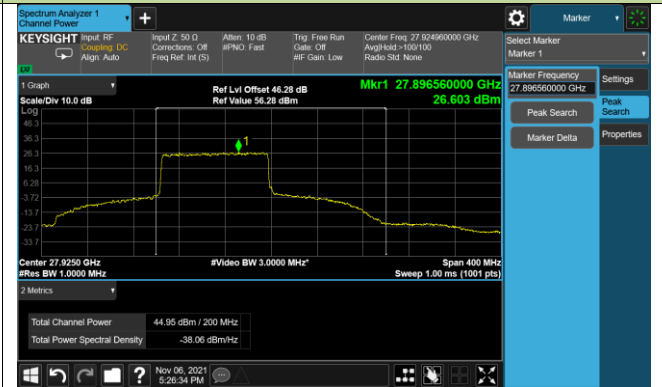 Spectrum Analyzer 1
Channel Power
Marker
KEYSIGHT
Input: RF
Coupling: DC
Align: Auto
Input Z: 50 Ω
Corrections: Off
Freq Ref: Int (S)
Atten: 10 dB
#PNO: Fast
Trig: Free Run
Gate: Off
#IF Gain: Low
Center Freq: 27.924960000 GHz
Avg|Hold:>100/100
Radio Std: None
Select Marker
Marker 1
1 Graph
Scale/Div 10.0 dB
Ref Lvl Offset 46.28 dB
Ref Value 56.28 dBm
Mkr1 27.896560000 GHz
26.603 dBm
Marker Frequency
27.896560000 GHz
Peak Search
Marker Delta
Settings
Peak Search
Properties
Log
46.3
36.3
26.3
16.3
6.28
-3.72
-13.7
-23.7
-33.7
1
Center 27.9250 GHz
#Res BW 1.0000 MHz
#Video BW 3.0000 MHz*
Span 400 MHz
Sweep 1.00 ms (1001 pts)
2 Metrics
Total Channel Power 44.95 dBm / 200 MHz
Total Power Spectral Density -38.06 dBm/Hz
?
Nov 06, 2021
5:26:34 PM